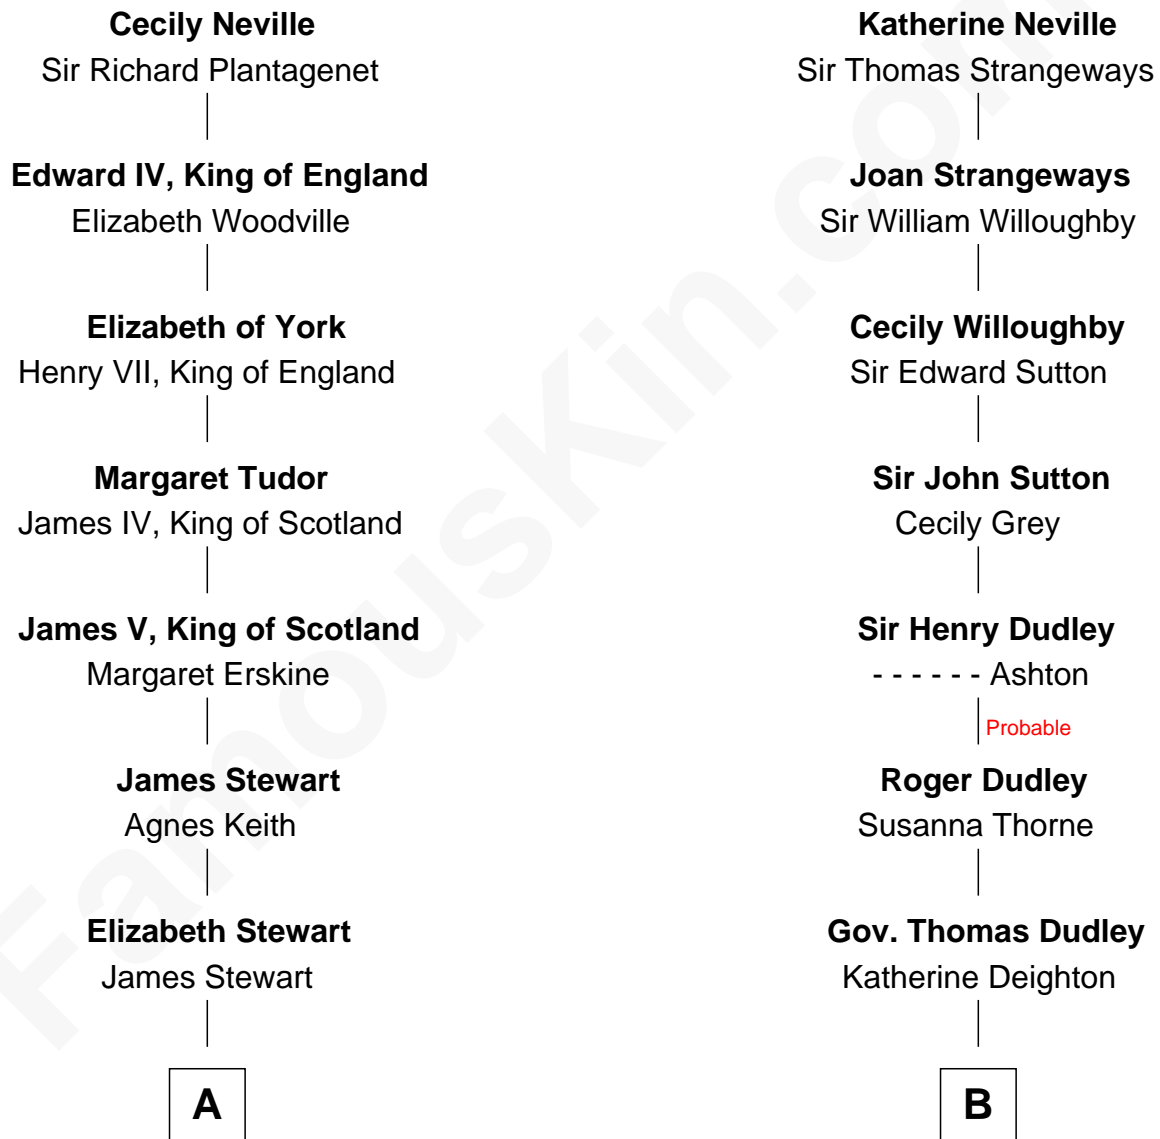 Cecily Neville
Sir Richard Plantagenet
Edward IV, King of England
Elizabeth Woodville
Elizabeth of York
Henry VII, King of England
Margaret Tudor
James IV, King of Scotland
James V, King of Scotland
Margaret Erskine
James Stewart
Agnes Keith
Elizabeth Stewart
James Stewart
A
Katherine Neville
Sir Thomas Strangeways
Joan Strangeways
Sir William Willoughby
Cecily Willoughby
Sir Edward Sutton
Sir John Sutton
Cecily Grey
Sir Henry Dudley
- - - - - - Ashton
Probable
Roger Dudley
Susanna Thorne
Gov. Thomas Dudley
Katherine Deighton
B
FamousKin.com